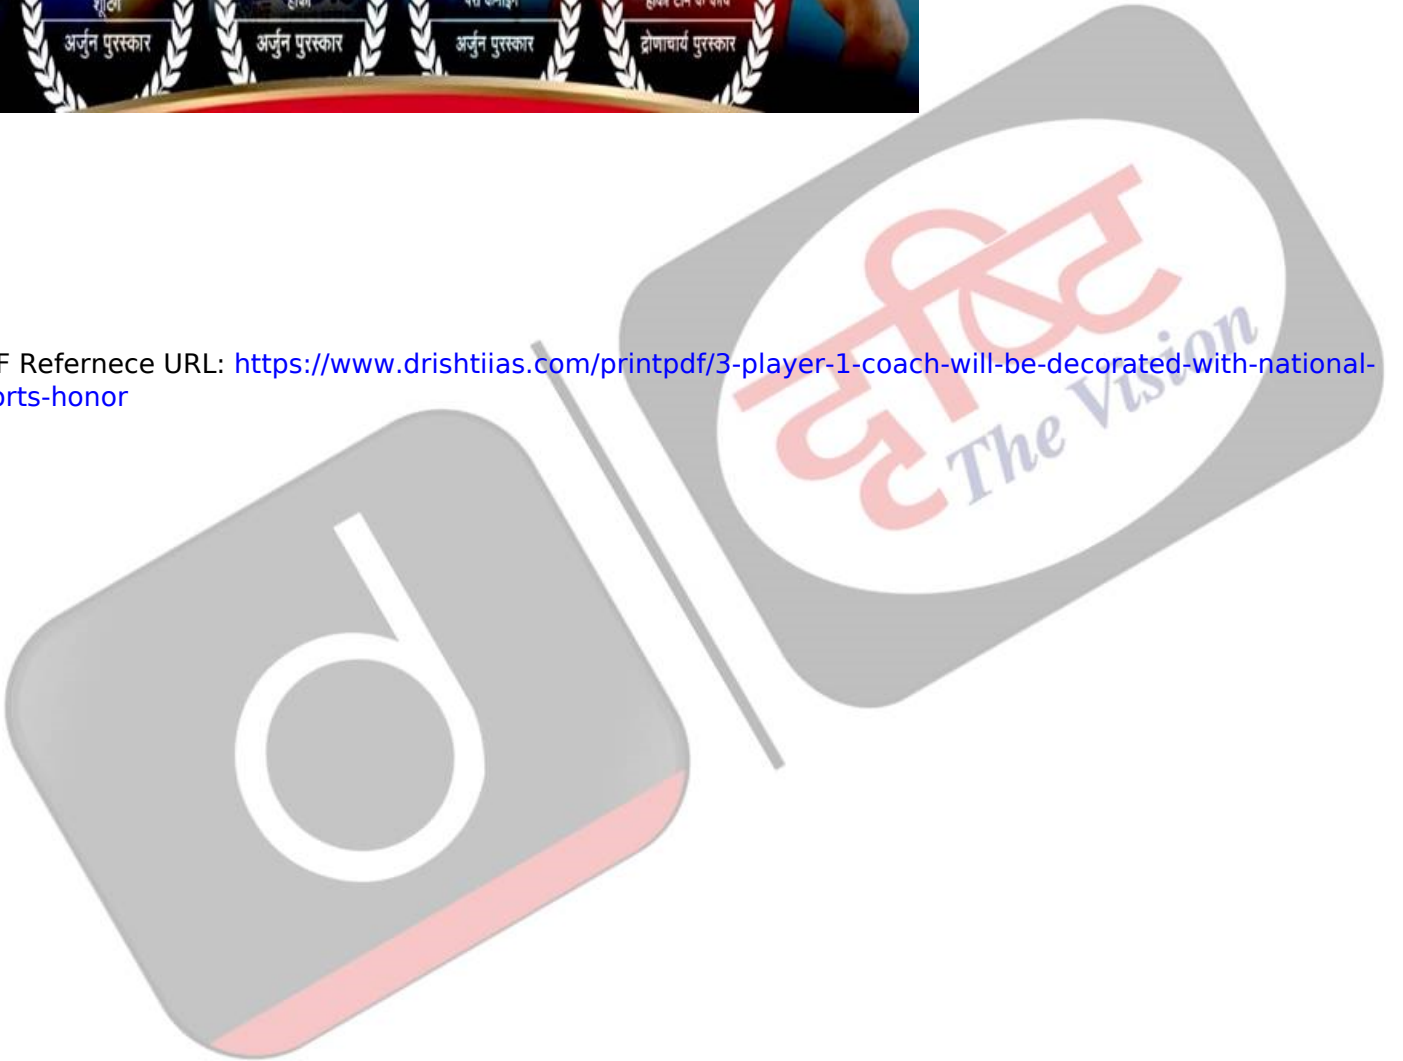 शूटिंग
हॉकी
अर्जुन पुरस्कार
अर्जुन पुरस्कार
अर्जुन पुरस्कार
द्रोणाचार्य पुरस्कार
F Refernece URL: https://www.drishtiias.com/printpdf/3-player-1-coach-will-be-decorated-with-national-
orts-honor
दृष्टि
The Vision
d